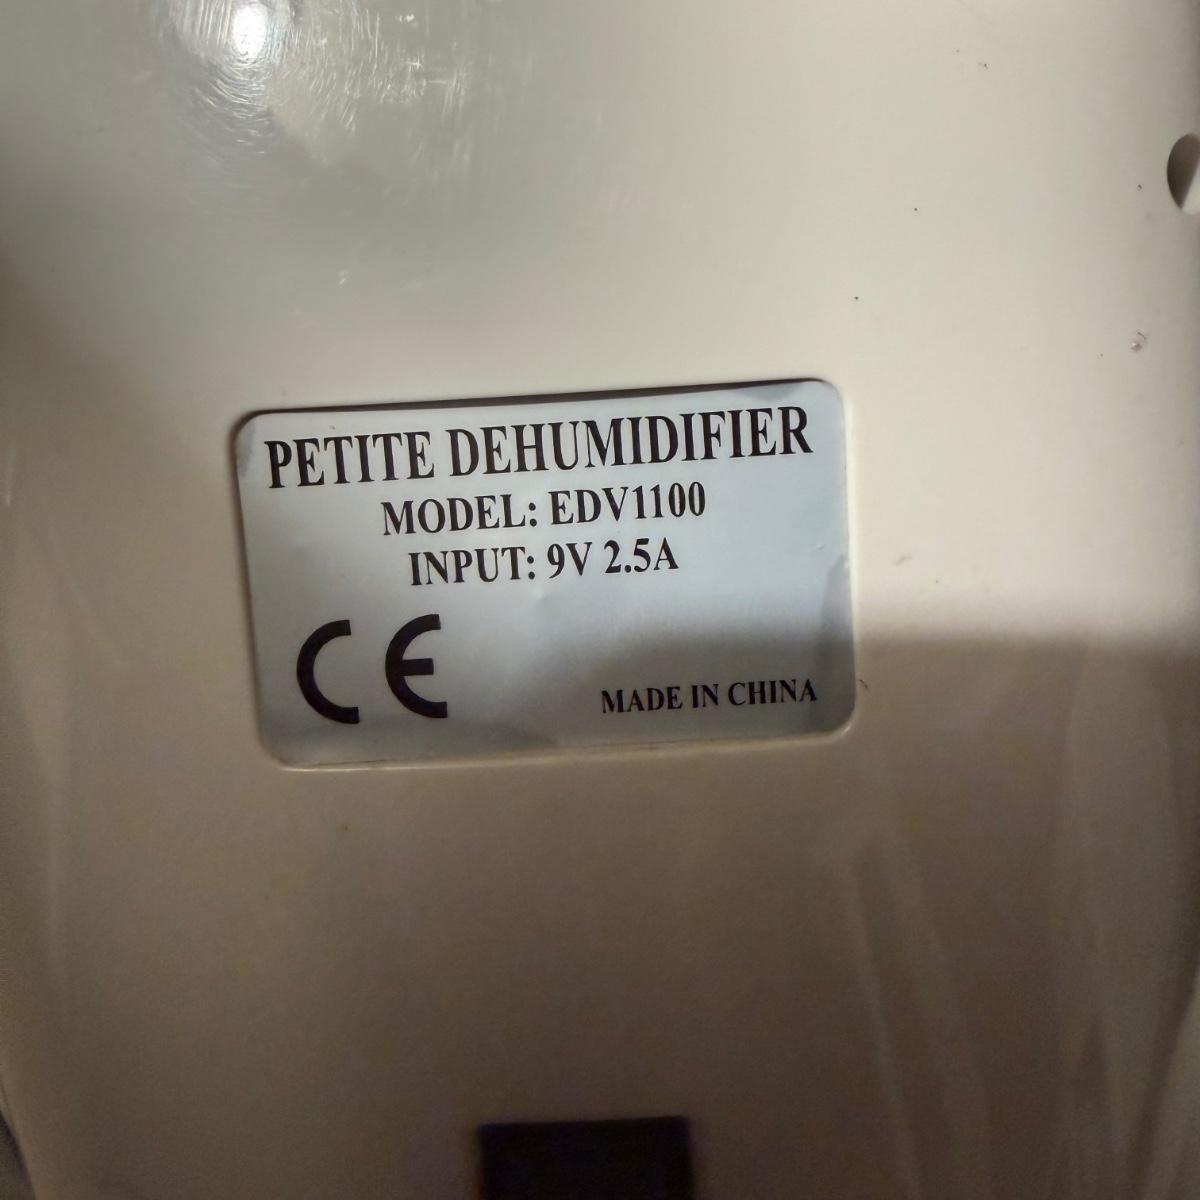 PETITE DEHUMIDIFIER
MODEL: EDV1100
INPUT: 9V 2.5A
CE
MADE IN CHINA